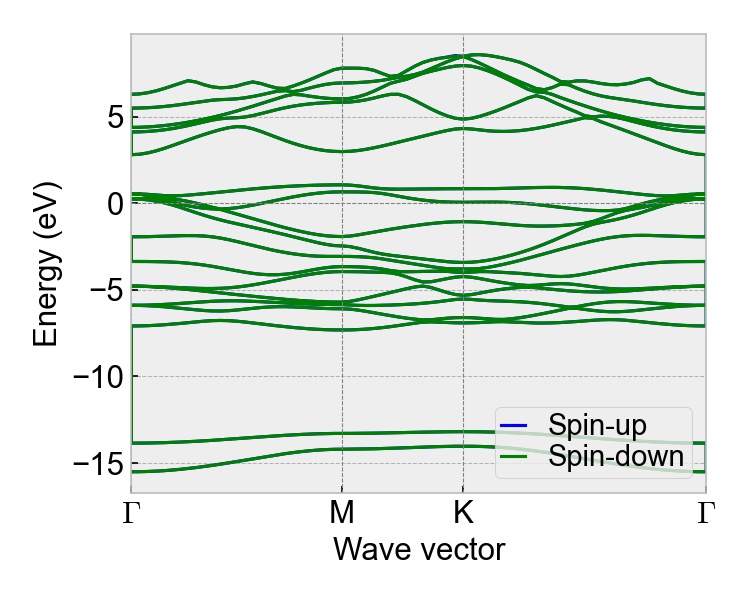 Energy (eV)
5
0
−5
−10
−15
Spin-up
Spin-down
Γ M K Γ
Wave vector